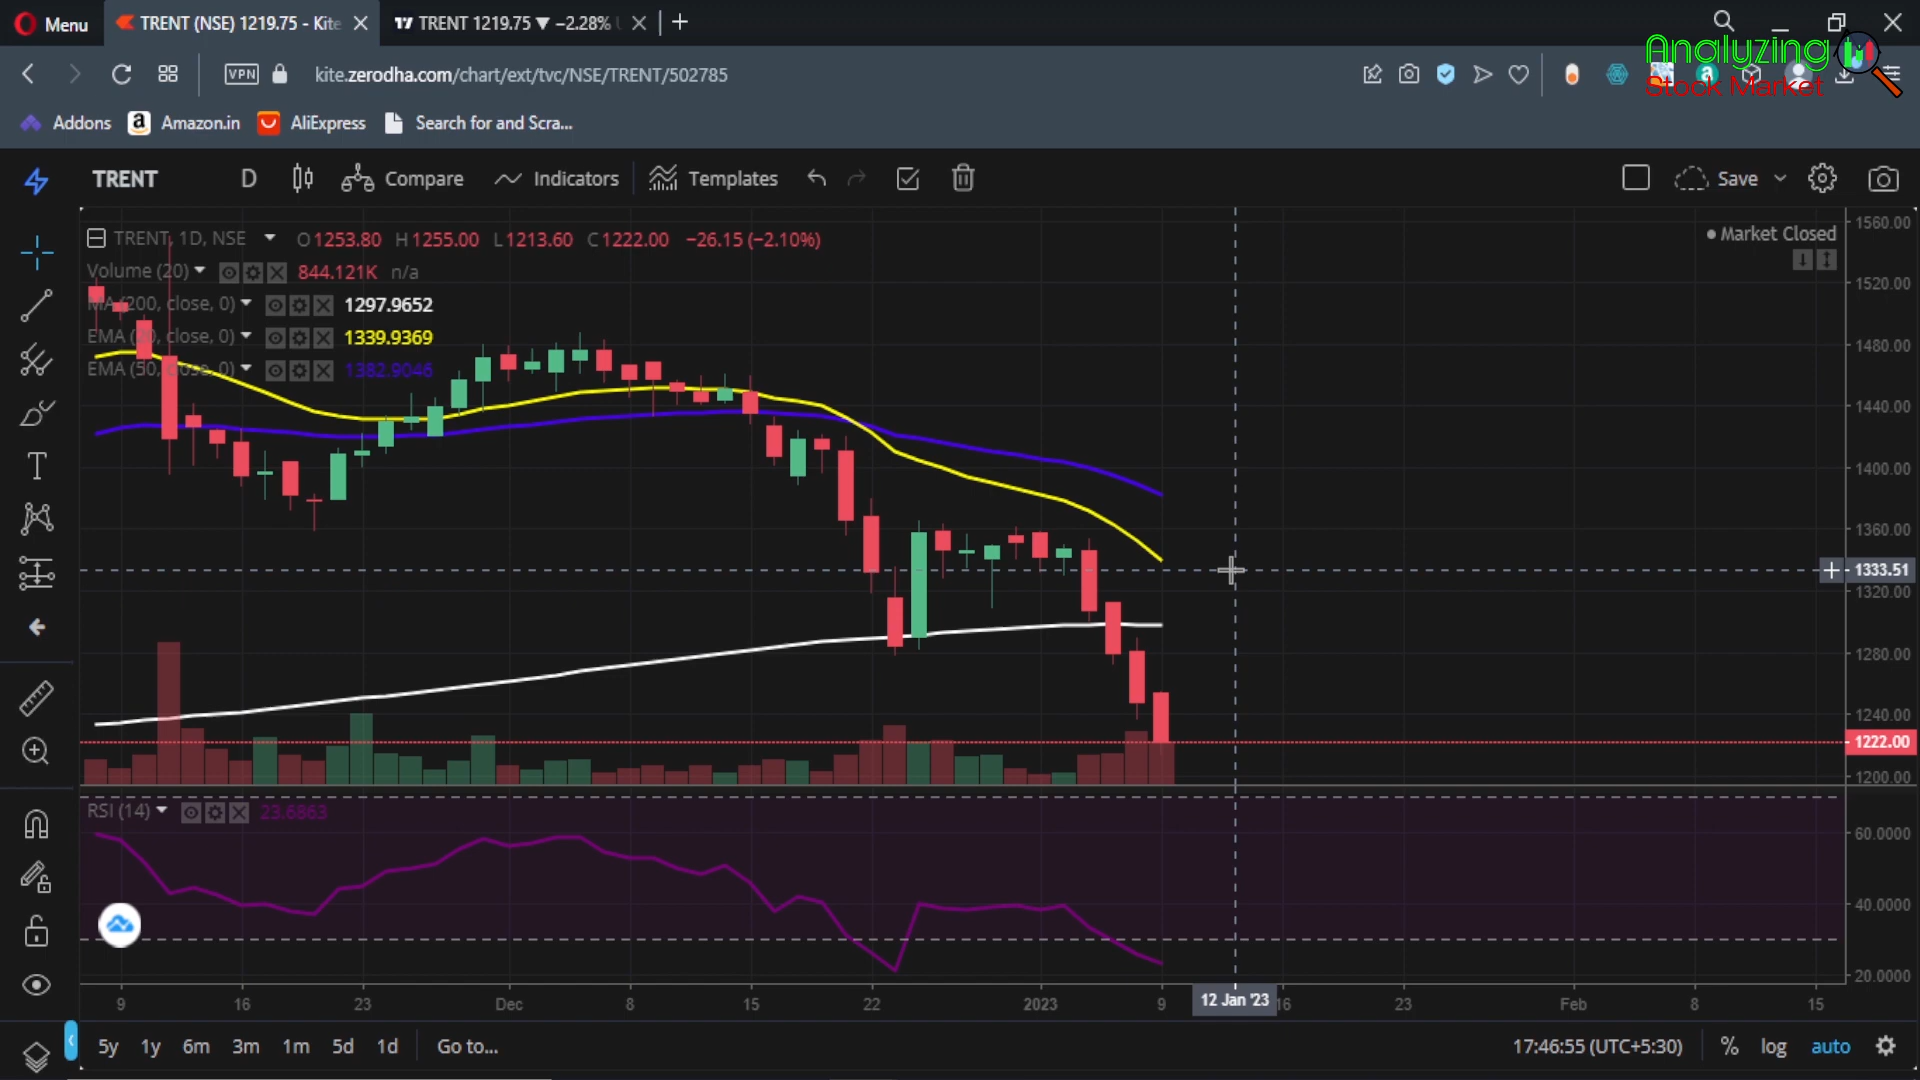 Menu
TRENT (NSE) 1219.75 - Kite
TRENT 1219.75 ▼ −2.28% U
Analyzing
Stock Market
VPN
kite.zerodha.com/chart/ext/tvc/NSE/TRENT/502785
Addons
Amazon.in
AliExpress
Search for and Scra...
TRENT D Compare Indicators Templates Save
TRENT, 1D, NSE O1253.80 H1255.00 L1213.60 C1222.00 −26.15 (−2.10%)
Market Closed
Volume (20) 844.121K n/a
MA (200, close, 0) 1297.9652
EMA (20, close, 0) 1339.9369
EMA (50, close, 0) 1382.9046
1560.00
1520.00
1480.00
1440.00
1400.00
1360.00
1333.51
1320.00
1280.00
1240.00
1222.00
1200.00
RSI (14) 23.6863
60.0000
40.0000
20.0000
9 16 23 Dec 8 15 22 2023 9 12 Jan '23 16 23 Feb 8 15
5y 1y 6m 3m 1m 5d 1d Go to... 17:46:55 (UTC+5:30) % log auto